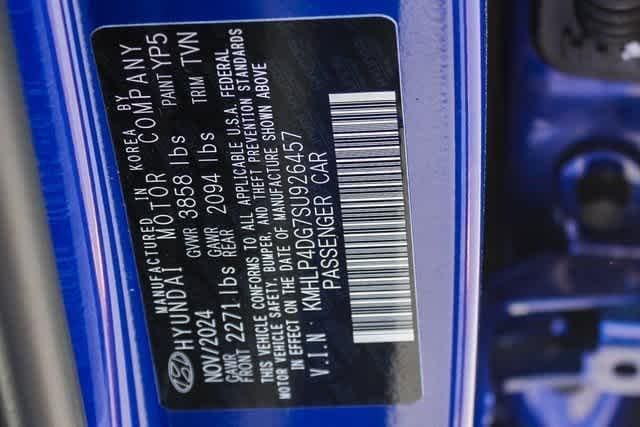 MANUFACTURED IN KOREA BY
HYUNDAI MOTOR COMPANY
NOV/2024 GVWR 3858 lbs PAINT YP5
GAWR FRONT 2271 lbs GAWR REAR 2094 lbs TRIM TVN
THIS VEHICLE CONFORMS TO ALL APPLICABLE U.S.A. FEDERAL
MOTOR VEHICLE SAFETY, BUMPER, AND THEFT PREVENTION STANDARDS
IN EFFECT ON THE DATE OF MANUFACTURE SHOWN ABOVE
V.I.N : KMHLP4DG7SU926457
PASSENGER CAR